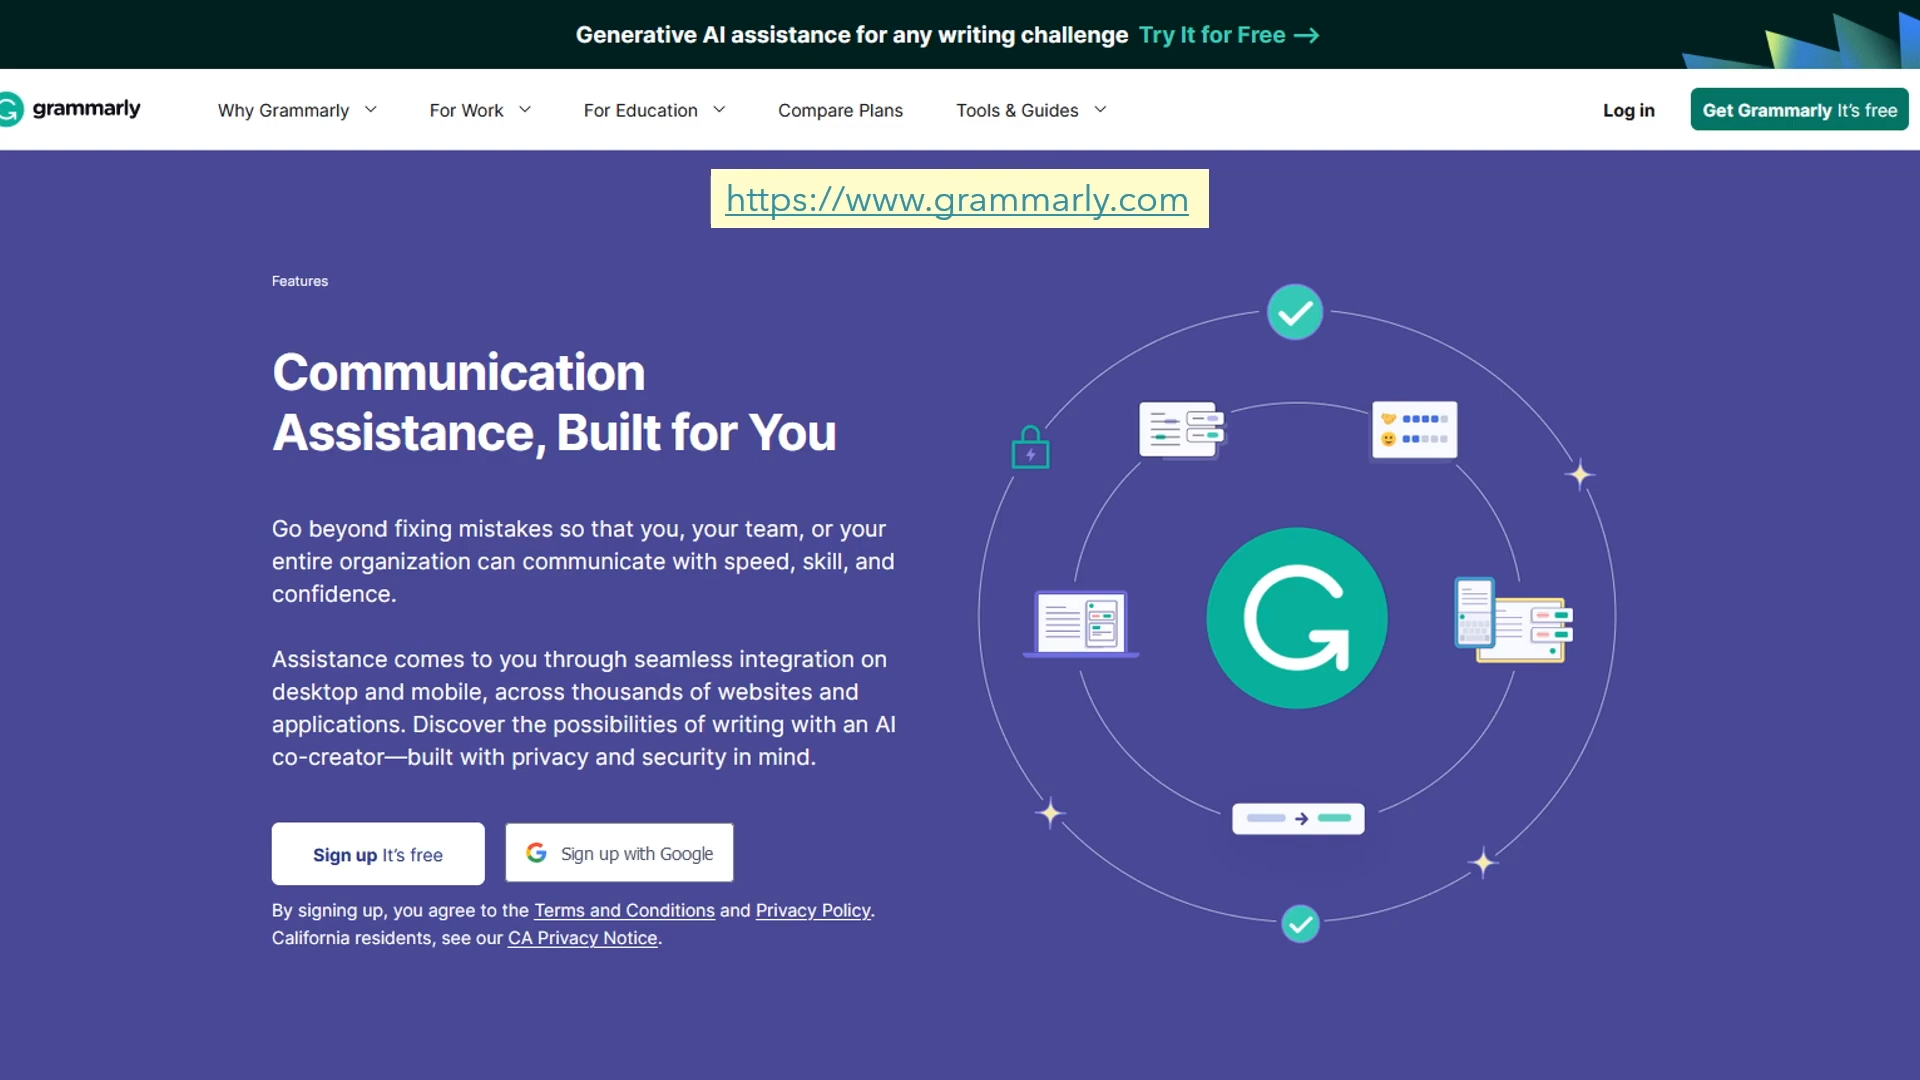 Generative AI assistance for any writing challenge Try It for Free →
grammarly
Why Grammarly
For Work
For Education
Compare Plans
Tools & Guides
Log in
Get Grammarly It's free
https://www.grammarly.com
Features
Communication
Assistance, Built for You
Go beyond fixing mistakes so that you, your team, or your
entire organization can communicate with speed, skill, and
confidence.
Assistance comes to you through seamless integration on
desktop and mobile, across thousands of websites and
applications. Discover the possibilities of writing with an AI
co-creator—built with privacy and security in mind.
Sign up It's free
Sign up with Google
By signing up, you agree to the Terms and Conditions and Privacy Policy.
California residents, see our CA Privacy Notice.